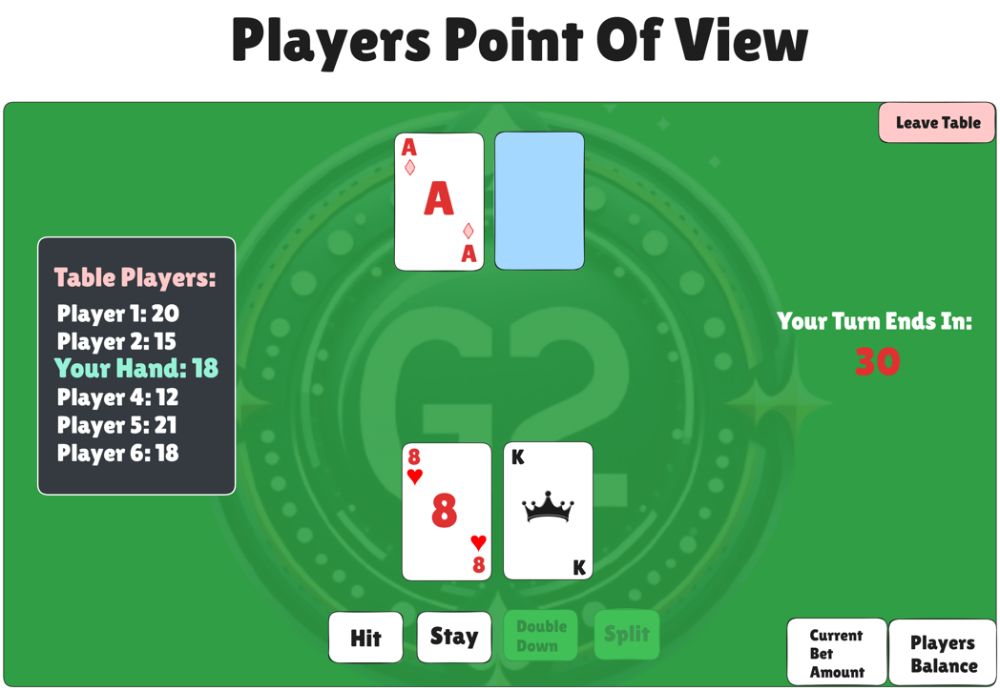 Players Point Of View
Leave Table
A
A
A
Table Players:
Player 1: 20
Player 2: 15
Your Hand: 18
Player 4: 12
Player 5: 21
Player 6: 18
Your Turn Ends In:
30
G2
8
8
8
K
K
Hit
Stay
Double
Down
Split
Current
Bet
Amount
Players
Balance